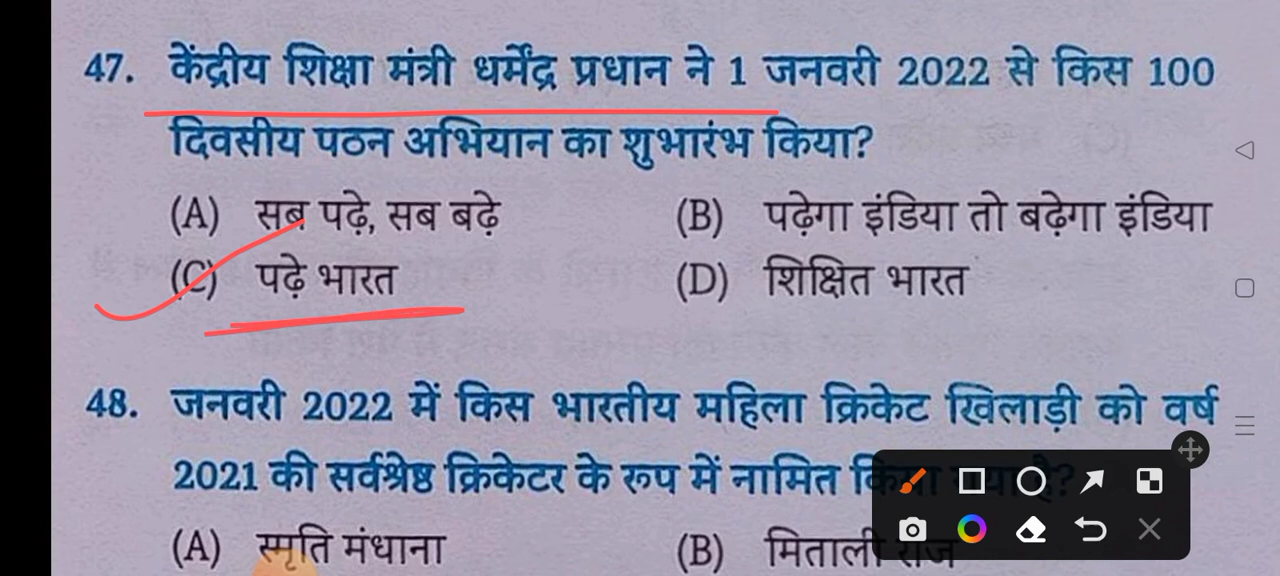 47. केंद्रीय शिक्षा मंत्री धर्मेंद्र प्रधान ने 1 जनवरी 2022 से किस 100
दिवसीय पठन अभियान का शुभारंभ किया?
(A) सब पढ़े, सब बढ़े (B) पढ़ेगा इंडिया तो बढ़ेगा इंडिया
(C) पढ़े भारत (D) शिक्षित भारत
48. जनवरी 2022 में किस भारतीय महिला क्रिकेट खिलाड़ी को वर्ष
2021 की सर्वश्रेष्ठ क्रिकेटर के रूप में नामित किया गया है?
(A) स्मृति मंधाना (B) मिताली राज